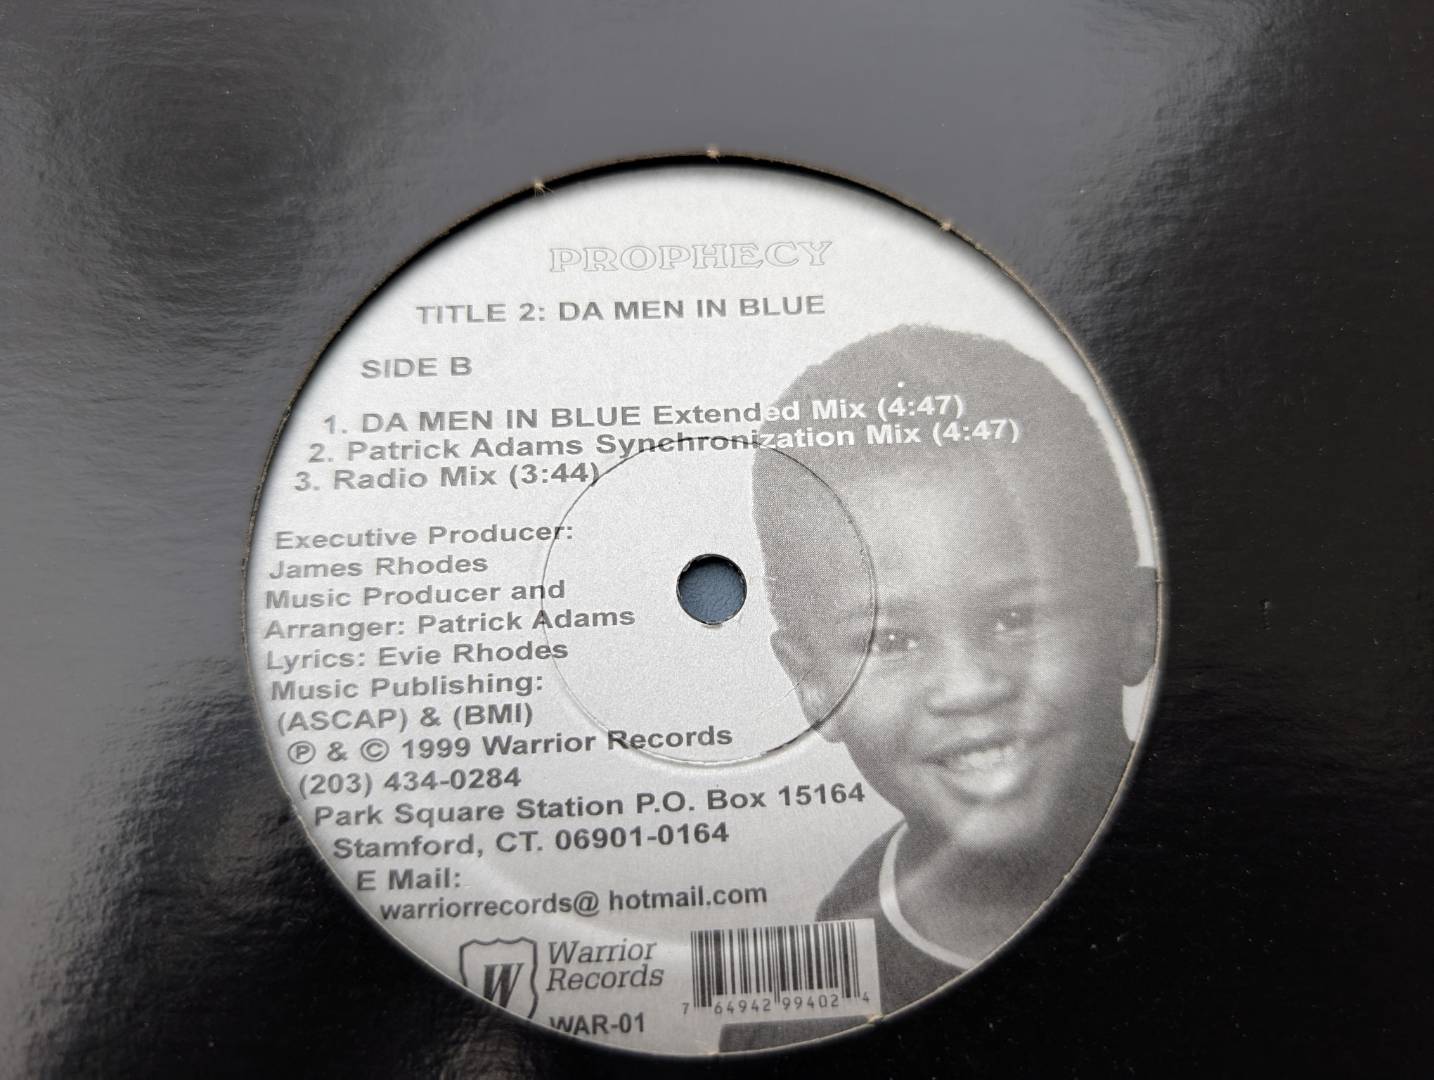 PROPHECY
TITLE 2: DA MEN IN BLUE
SIDE B
1. DA MEN IN BLUE Extended Mix (4:47)
2. Patrick Adams Synchronization Mix (4:47)
3. Radio Mix (3:44)
Executive Producer:
James Rhodes
Music Producer and
Arranger: Patrick Adams
Lyrics: Evie Rhodes
Music Publishing:
(ASCAP) & (BMI)
℗ & © 1999 Warrior Records
(203) 434-0284
Park Square Station P.O. Box 15164
Stamford, CT. 06901-0164
E Mail:
warriorrecords@ hotmail.com
W
Warrior
Records
WAR-01
7 64942 99402 4